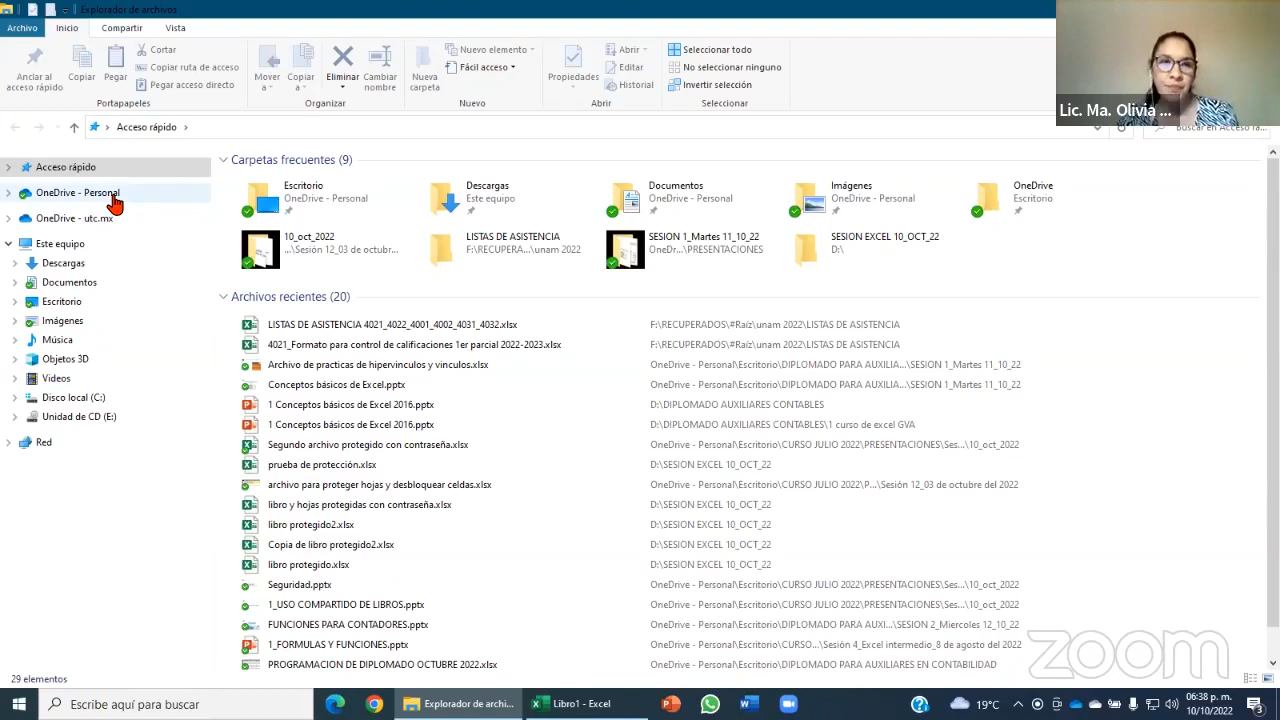 Explorador de archivos
Archivo Inicio Compartir Vista
Anclar al acceso rápido
Copiar
Pegar
Cortar
Copiar ruta de acceso
Pegar acceso directo
Portapapeles
Mover a
Copiar a
Eliminar
Cambiar nombre
Organizar
Nueva carpeta
Nuevo elemento
Fácil acceso
Nuevo
Propiedades
Abrir
Editar
Historial
Abrir
Seleccionar todo
No seleccionar ninguno
Invertir selección
Seleccionar
Lic. Ma. Olivia ...
Acceso rápido
Buscar en Acceso rá...
Acceso rápido
OneDrive - Personal
OneDrive - utc.mx
Este equipo
Descargas
Documentos
Escritorio
Imágenes
Música
Objetos 3D
Videos
Disco local (C:)
Unidad de CD (E:)
Red
Carpetas frecuentes (9)
Escritorio
OneDrive - Personal
Descargas
Este equipo
Documentos
OneDrive - Personal
Imágenes
OneDrive - Personal
OneDrive
Escritorio
10_oct_2022
...\Sesión 12_03 de octubr...
LISTAS DE ASISTENCIA
F:\RECUPERA...\unam 2022
SESION 1_Martes 11_10_22
OneDr...\PRESENTACIONES
SESION EXCEL 10_OCT_22
D:\
Archivos recientes (20)
LISTAS DE ASISTENCIA 4021_4022_4001_4002_4031_4032.xlsx F:\RECUPERADOS\#Raíz\unam 2022\LISTAS DE ASISTENCIA
4021_Formato para control de calificaciones 1er parcial 2022-2023.xlsx F:\RECUPERADOS\#Raíz\unam 2022\LISTAS DE ASISTENCIA
Archivo de practicas de hipervinculos y vinculos.xlsx OneDrive - Personal\Escritorio\DIPLOMADO PARA AUXILIA...\SESION 1_Martes 11_10_22
Conceptos básicos de Excel.pptx OneDrive - Personal\Escritorio\DIPLOMADO PARA AUXILIA...\SESION 1_Martes 11_10_22
1 Conceptos básicos de Excel 2016.pptx D:\DIPLOMADO AUXILIARES CONTABLES
1 Conceptos básicos de Excel 2016.pptx D:\DIPLOMADO AUXILIARES CONTABLES\1 curso de excel GVA
Segundo archivo protegido con contraseña.xlsx OneDrive - Personal\Escritorio\CURSO JULIO 2022\PRESENTACIONES\Ses...\10_oct_2022
prueba de protección.xlsx D:\SESION EXCEL 10_OCT_22
archivo para proteger hojas y desbloquear celdas.xlsx OneDrive - Personal\Escritorio\CURSO JULIO 2022\P...\Sesión 12_03 de octubre del 2022
libro y hojas protegidas con contraseña.xlsx D:\SESION EXCEL 10_OCT_22
libro protegido2.xlsx D:\SESION EXCEL 10_OCT_22
Copia de libro protegido2.xlsx D:\SESION EXCEL 10_OCT_22
libro protegido.xlsx D:\SESION EXCEL 10_OCT_22
Seguridad.pptx OneDrive - Personal\Escritorio\CURSO JULIO 2022\PRESENTACIONES\Ses...\10_oct_2022
1_USO COMPARTIDO DE LIBROS.pptx OneDrive - Personal\Escritorio\CURSO JULIO 2022\PRESENTACIONES\Ses...\10_oct_2022
FUNCIONES PARA CONTADORES.pptx OneDrive - Personal\Escritorio\DIPLOMADO PARA AUXI...\SESION 2_Miercoles 12_10_22
1_FORMULAS Y FUNCIONES.pptx OneDrive - Personal\Escritorio\CURSO...\Sesión 4_Excel intermedio_8 de agosto del 2022
PROGRAMACION DE DIPLOMADO OCTUBRE 2022.xlsx OneDrive - Personal\Escritorio\DIPLOMADO PARA AUXILIARES EN CONTABILIDAD
zoom
29 elementos
Escribe aquí para buscar
Explorador de archi...
Libro1 - Excel
19°C
06:38 p. m.
10/10/2022
3